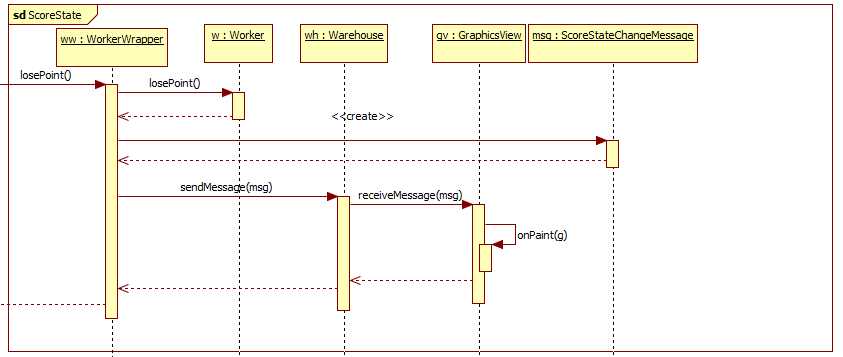 sd ScoreState
ww : WorkerWrapper
w : Worker
wh : Warehouse
gv : GraphicsView
msg : ScoreStateChangeMessage
losePoint()
losePoint()
<<create>>
sendMessage(msg)
receiveMessage(msg)
onPaint(g)